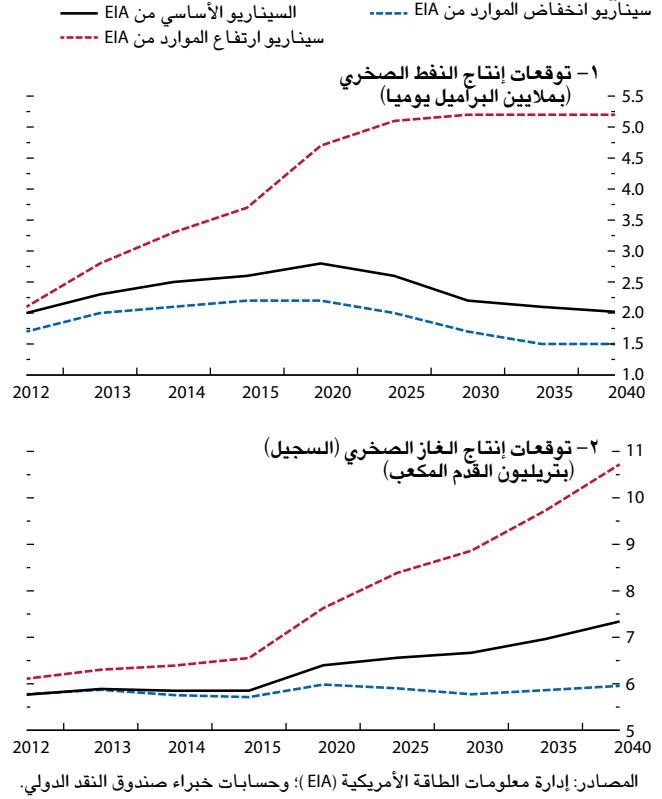 السيناريو الأساسي من EIA
سيناريو انخفاض الموارد من EIA
سيناريو ارتفاع الموارد من EIA
١– توقعات إنتاج النفط الصخري
(بملايين البراميل يوميا)
5.5
5.0
4.5
4.0
3.5
3.0
2.5
2.0
1.5
1.0
2012 2013 2014 2015 2020 2025 2030 2035 2040
٢– توقعات إنتاج الغاز الصخري (السجيل)
(بتريليون القدم المكعب)
11
10
9
8
7
6
5
2012 2013 2014 2015 2020 2025 2030 2035 2040
المصادر: إدارة معلومات الطاقة الأمريكية (EIA)؛ وحسابات خبراء صندوق النقد الدولي.